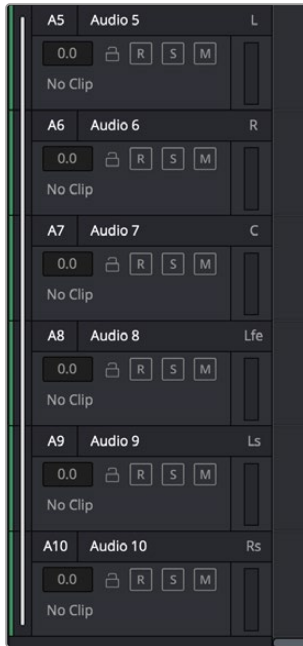 A5 Audio 5 L
0.0 R S M
No Clip
A6 Audio 6 R
0.0 R S M
No Clip
A7 Audio 7 C
0.0 R S M
No Clip
A8 Audio 8 Lfe
0.0 R S M
No Clip
A9 Audio 9 Ls
0.0 R S M
No Clip
A10 Audio 10 Rs
0.0 R S M
No Clip